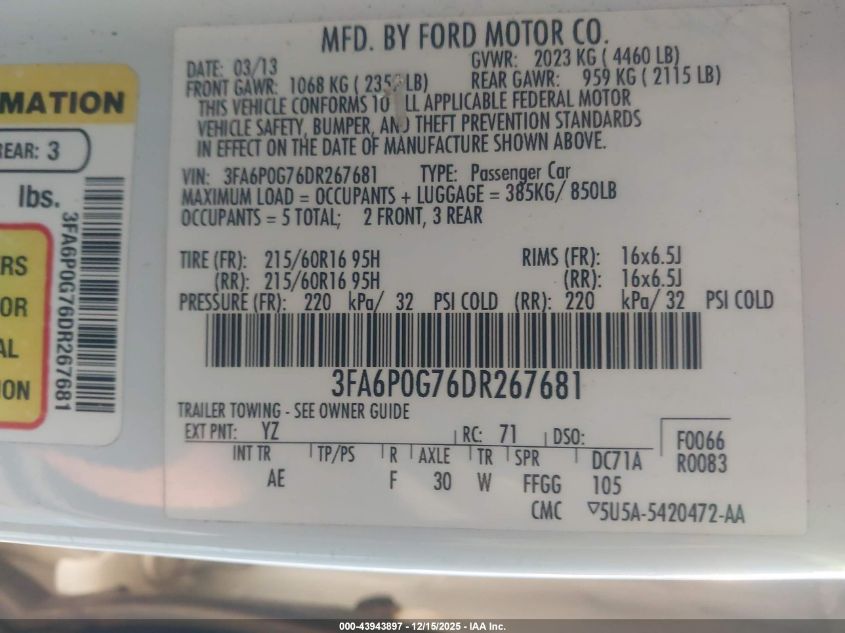 MATION
REAR: 3
lbs.
RS
OR
AL
ION
3FA6P0G76DR267681
MFD. BY FORD MOTOR CO.
DATE: 03/13 GVWR: 2023 KG ( 4460 LB)
FRONT GAWR: 1068 KG ( LB) REAR GAWR: 959 KG ( 2115 LB)
THIS VEHICLE CONFORMS LL APPLICABLE FEDERAL MOTOR
VEHICLE SAFETY, BUMPER, AND THEFT PREVENTION STANDARDS
IN EFFECT ON THE DATE OF MANUFACTURE SHOWN ABOVE.
VIN: 3FA6P0G76DR267681 TYPE: Passenger Car
MAXIMUM LOAD = OCCUPANTS + LUGGAGE = 385KG/ 850LB
OCCUPANTS = 5 TOTAL; 2 FRONT, 3 REAR
TIRE (FR): 215/60R16 95H RIMS (FR): 16x6.5J
(RR): 215/60R16 95H (RR): 16x6.5J
PRESSURE (FR): 220 kPa/ 32 PSI COLD (RR): 220 kPa/ 32 PSI COLD
3FA6P0G76DR267681
TRAILER TOWING - SEE OWNER GUIDE
EXT PNT: YZ RC: 71 DSO: F0066
INT TR TP/PS R AXLE TR SPR DC71A R0083
AE F 30 W FFGG 105
CMC ▽5U5A-5420472-AA
000-43943897 - 12/15/2025 - IAA Inc.